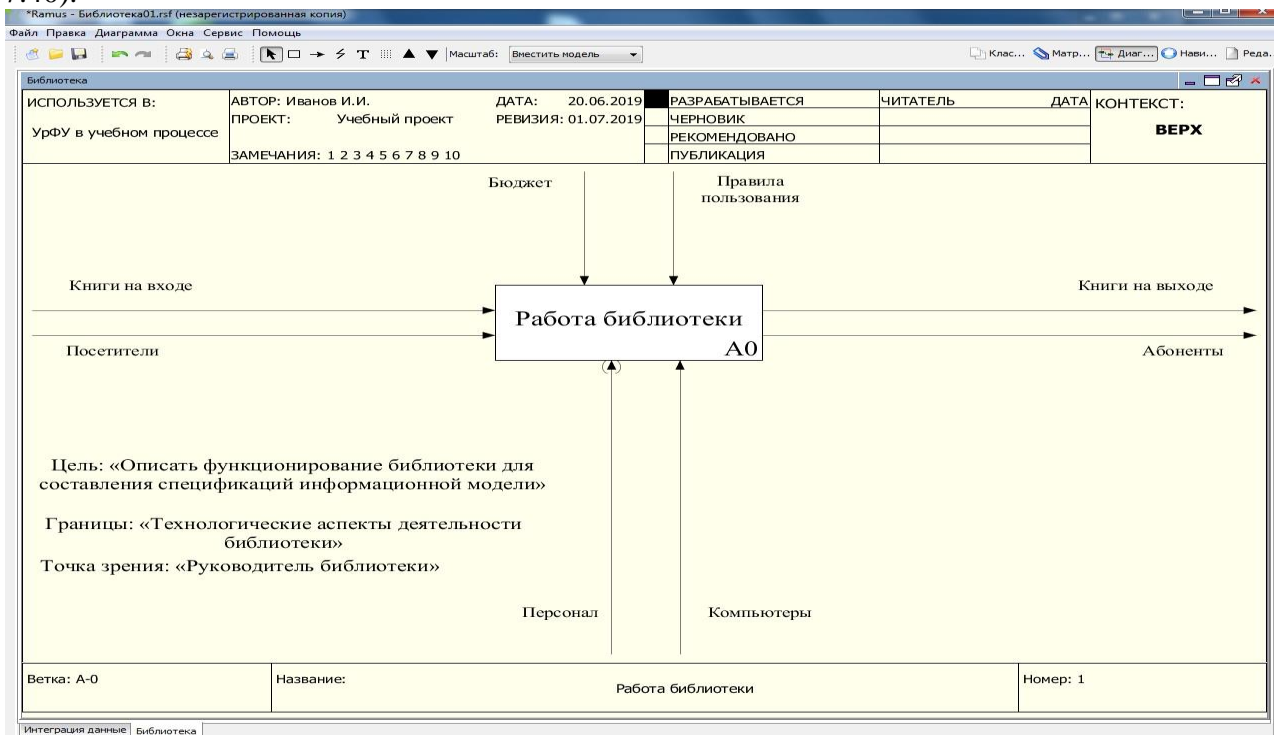 7.46).
*Ramus - Библиотека01.rsf (незарегистрированная копия)
Файл Правка Диаграмма Окна Сервис Помощь
Масштаб: Вместить модель Клас... Матр... Диаг... Нави... Реда.
Библиотека
ИСПОЛЬЗУЕТСЯ В: АВТОР: Иванов И.И. ДАТА: 20.06.2019 РАЗРАБАТЫВАЕТСЯ ЧИТАТЕЛЬ ДАТА КОНТЕКСТ:
УрФУ в учебном процессе ПРОЕКТ: Учебный проект РЕВИЗИЯ: 01.07.2019 ЧЕРНОВИК ВЕРХ
РЕКОМЕНДОВАНО
ЗАМЕЧАНИЯ: 1 2 3 4 5 6 7 8 9 10 ПУБЛИКАЦИЯ
Бюджет Правила
пользования
Книги на входе Книги на выходе
Работа библиотеки
A0
Посетители Абоненты
Цель: «Описать функционирование библиотеки для
составления спецификаций информационной модели»
Границы: «Технологические аспекты деятельности
библиотеки»
Точка зрения: «Руководитель библиотеки»
Персонал Компьютеры
Ветка: A-0 Название: Работа библиотеки Номер: 1
Интеграция данные Библиотека